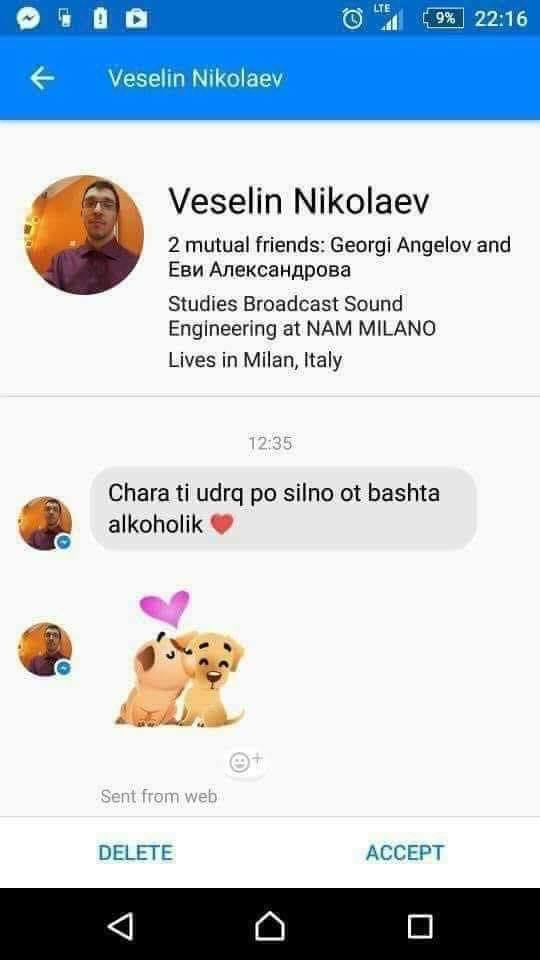 LTE
9%
22:16
Veselin Nikolaev
Veselin Nikolaev
2 mutual friends: Georgi Angelov and
Еви Александрова
Studies Broadcast Sound
Engineering at NAM MILANO
Lives in Milan, Italy
12:35
Chara ti udrq po silno ot bashta
alkoholik ❤
Sent from web
DELETE
ACCEPT